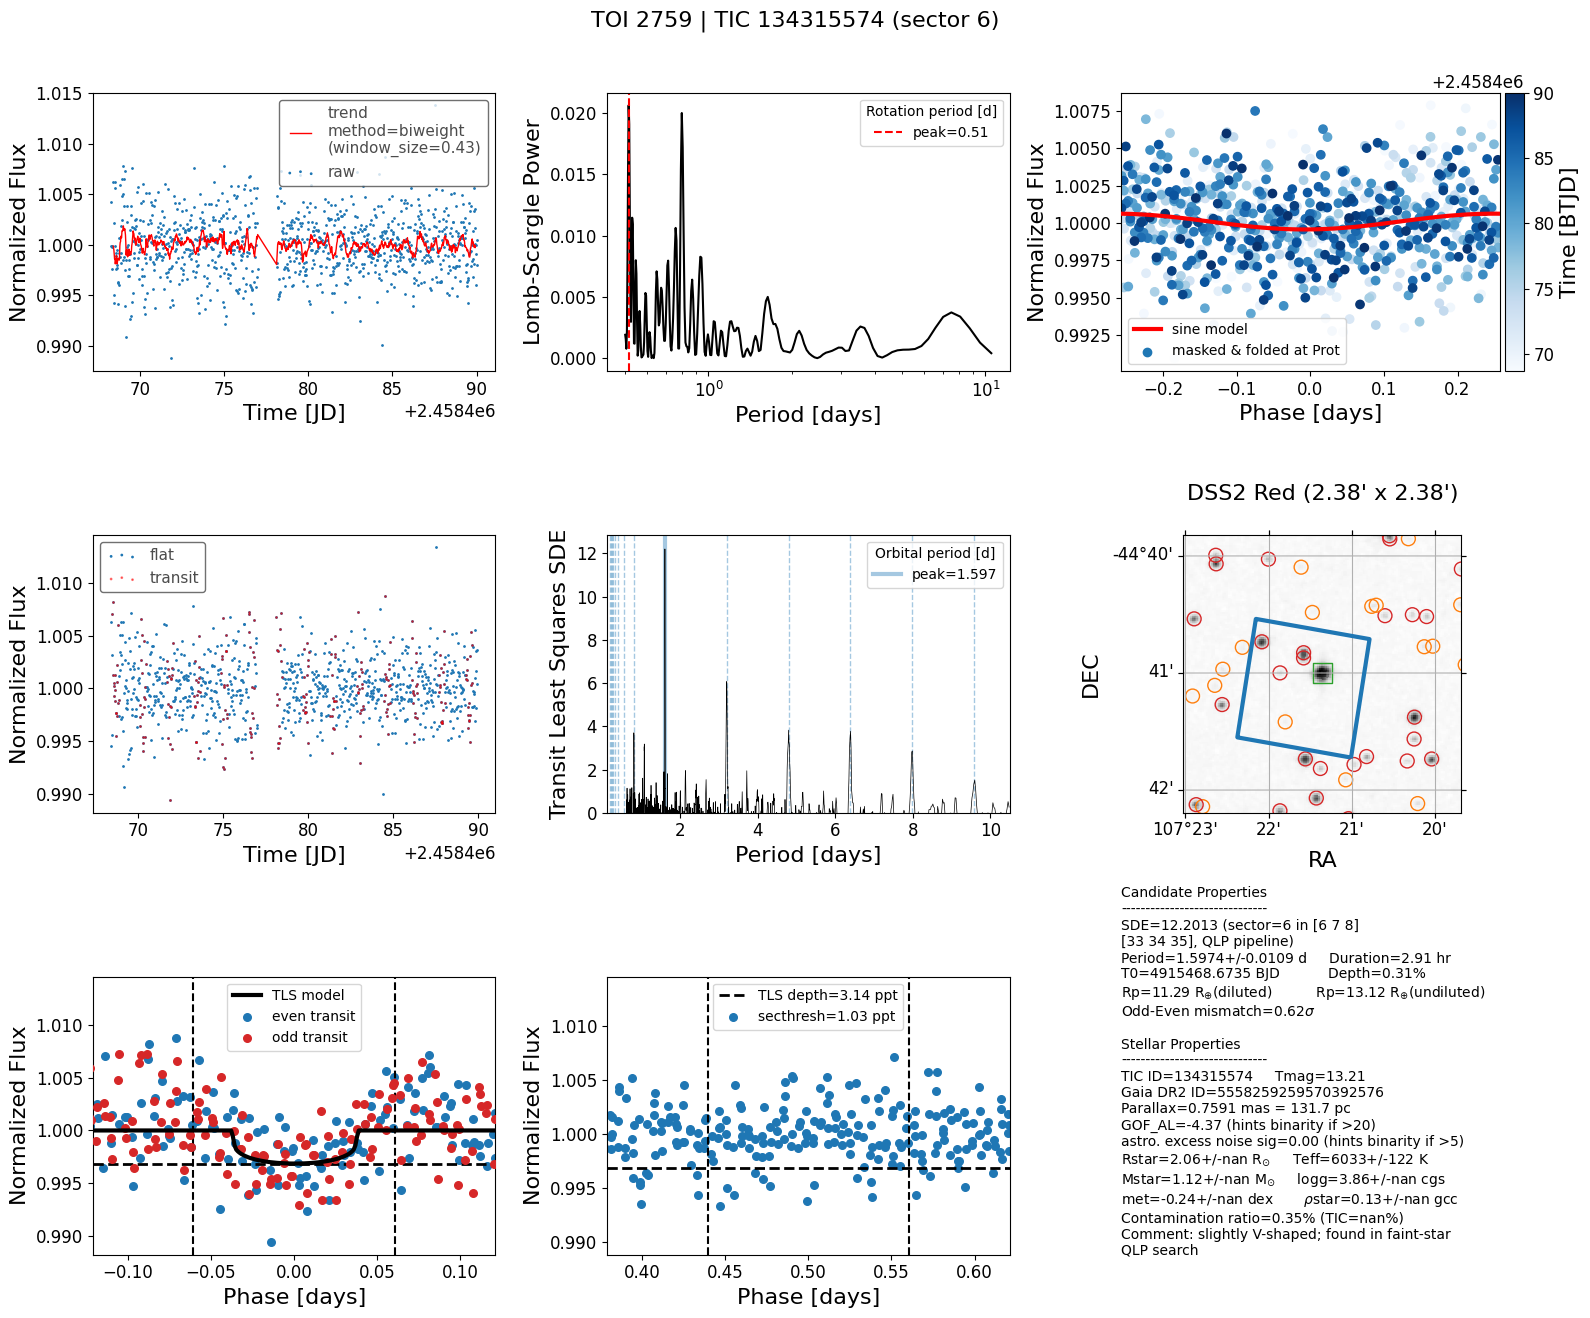 TOI 2759 | TIC 134315574 (sector 6)
Normalized Flux
1.015
1.010
1.005
1.000
0.995
0.990
trend
method=biweight
(window_size=0.43)
raw
70
75
80
85
90
Time [JD]
+2.4584e6
Lomb-Scargle Power
0.020
0.015
0.010
0.005
0.000
Rotation period [d]
peak=0.51
10⁰
10¹
Period [days]
Normalized Flux
1.0075
1.0050
1.0025
1.0000
0.9975
0.9950
0.9925
sine model
masked & folded at Prot
−0.2
−0.1
0.0
0.1
0.2
Phase [days]
+2.4584e6
90
85
80
75
70
Time [BTJD]
Normalized Flux
1.010
1.005
1.000
0.995
0.990
flat
transit
70
75
80
85
90
Time [JD]
+2.4584e6
Transit Least Squares SDE
12
10
8
6
4
2
0
Orbital period [d]
peak=1.597
2
4
6
8
10
Period [days]
DSS2 Red (2.38' x 2.38')
DEC
-44°40'
41'
42'
107°23'
22'
21'
20'
RA
Normalized Flux
1.010
1.005
1.000
0.995
0.990
TLS model
even transit
odd transit
−0.10
−0.05
0.00
0.05
0.10
Phase [days]
Normalized Flux
1.010
1.005
1.000
0.995
0.990
TLS depth=3.14 ppt
secthresh=1.03 ppt
0.40
0.45
0.50
0.55
0.60
Phase [days]
Candidate Properties
------------------------------
SDE=12.2013 (sector=6 in [6 7 8]
[33 34 35], QLP pipeline)
Period=1.5974+/-0.0109 d Duration=2.91 hr
T0=4915468.6735 BJD Depth=0.31%
Rp=11.29 R⊕(diluted) Rp=13.12 R⊕(undiluted)
Odd-Even mismatch=0.62σ
Stellar Properties
------------------------------
TIC ID=134315574 Tmag=13.21
Gaia DR2 ID=5558259259570392576
Parallax=0.7591 mas = 131.7 pc
GOF_AL=-4.37 (hints binarity if >20)
astro. excess noise sig=0.00 (hints binarity if >5)
Rstar=2.06+/-nan R☉ Teff=6033+/-122 K
Mstar=1.12+/-nan M☉ logg=3.86+/-nan cgs
met=-0.24+/-nan dex ρstar=0.13+/-nan gcc
Contamination ratio=0.35% (TIC=nan%)
Comment: slightly V-shaped; found in faint-star
QLP search